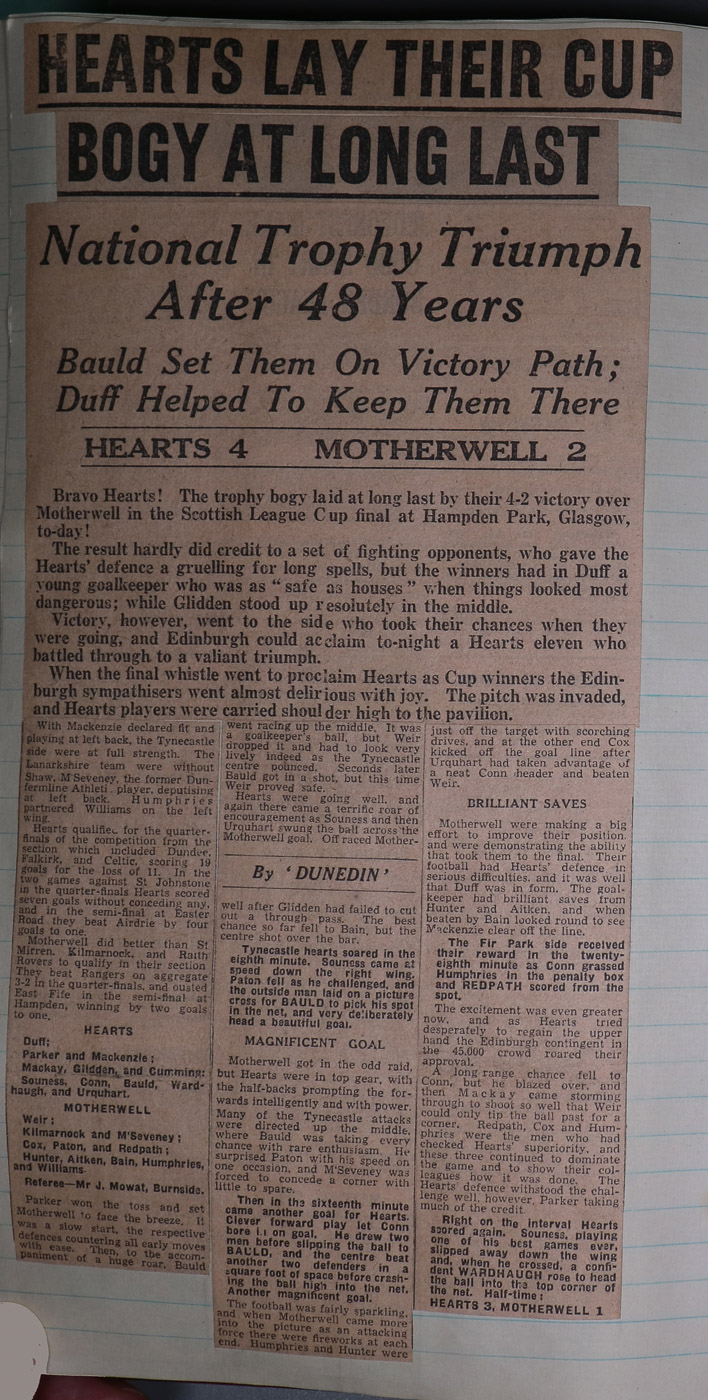 HEARTS LAY THEIR CUP
BOGY AT LONG LAST
National Trophy Triumph
After 48 Years
Bauld Set Them On Victory Path;
Duff Helped To Keep Them There
HEARTS 4 MOTHERWELL 2
Bravo Hearts! The trophy bogy laid at long last by their 4-2 victory over
Motherwell in the Scottish League Cup final at Hampden Park, Glasgow,
to-day!
The result hardly did credit to a set of fighting opponents, who gave the
Hearts' defence a gruelling for long spells, but the winners had in Duff a
young goalkeeper who was as "safe as houses" when things looked most
dangerous; while Glidden stood up resolutely in the middle.
Victory, however, went to the side who took their chances when they
were going, and Edinburgh could acclaim to-night a Hearts eleven who
battled through to a valiant triumph.
When the final whistle went to proclaim Hearts as Cup winners the Edin-
burgh sympathisers went almost delirious with joy. The pitch was invaded,
and Hearts players were carried shoulder high to the pavilion.
With Mackenzie declared fit and
playing at left back, the Tynecastle
side were at full strength. The
Lanarkshire team were without
Shaw, M'Seveney, the former Dun-
fermline Athleti. player, deputising
at left back. Humphries
partnered Williams on the left
wing.
Hearts qualified for the quarter-
finals of the competition from the
section which included Dundee,
Falkirk, and Celtic, scoring 19
goals for the loss of 11. In the
two games against St Johnstone
in the quarter-finals Hearts scored
seven goals without conceding any,
and in the semi-final at Easter
Road they beat Airdrie by four
goals to one.
Motherwell did better than St
Mirren, Kilmarnock, and Raith
Rovers to qualify in their section
They beat Rangers on aggregate
3-2 in the quarter-finals, and ousted
East Fife in the semi-final at
Hampden, winning by two goals
to one.
HEARTS
Duff;
Parker and Mackenzie;
Mackay, Glidden, and Cumming;
Souness, Conn, Bauld, Ward-
haugh, and Urquhart.
MOTHERWELL
Weir;
Kilmarnock and M'Seveney;
Cox, Paton, and Redpath;
Hunter, Aitken, Bain, Humphries,
and Williams
Referee—Mr J. Mowat, Burnside.
Parker won the toss and set
Motherwell to face the breeze. It
was a slow start, the respective
defences countering all early moves
with ease. Then, to the accom-
paniment of a huge roar, Bauld
went racing up the middle. It was
a goalkeeper's ball, but Weir
dropped it and had to look very
lively indeed as the Tynecastle
centre pounced. Seconds later
Bauld got in a shot, but this time
Weir proved safe.
Hearts were going well, and
again there came a terrific roar of
encouragement as Souness and then
Urquhart swung the ball across the
Motherwell goal. Off raced Mother-
By 'DUNEDIN'
well after Glidden had failed to cut
out a through pass. The best
chance so far fell to Bain, but the
centre shot over the bar.
Tynecastle hearts soared in the
eighth minute. Souness came at
speed down the right wing,
Paton fell as he challenged, and
the outside man laid on a picture
cross for BAULD to pick his spot
in the net, and very deliberately
head a beautiful goal.
MAGNIFICENT GOAL
Motherwell got in the odd raid,
but Hearts were in top gear, with
the half-backs prompting the for-
wards intelligently and with power.
Many of the Tynecastle attacks
were directed up the middle,
where Bauld was taking every
chance with rare enthusiasm. He
surprised Paton with his speed on
one occasion, and M'Seveney was
forced to concede a corner with
little to spare.
Then in the sixteenth minute
came another goal for Hearts.
Clever forward play let Conn
bore in on goal. He drew two
men before slipping the ball to
BAULD, and the centre beat
another two defenders in a
square foot of space before crash-
ing the ball high into the net.
Another magnificent goal.
The football was fairly sparkling,
and when Motherwell came more
into the picture as an attacking
force there were fireworks at each
end. Humphries and Hunter were
just off the target with scorching
drives, and at the other end Cox
kicked off the goal line after
Urquhart had taken advantage of
a neat Conn header and beaten
Weir.
BRILLIANT SAVES
Motherwell were making a big
effort to improve their position,
and were demonstrating the ability
that took them to the final. Their
football had Hearts' defence in
serious difficulties, and it was well
that Duff was in form. The goal-
keeper had brilliant saves from
Hunter and Aitken, and when
beaten by Bain looked round to see
Mackenzie clear off the line.
The Fir Park side received
their reward in the twenty-
eighth minute as Conn grassed
Humphries in the penalty box
and REDPATH scored from the
spot.
The excitement was even greater
now, and as Hearts tried
desperately to regain the upper
hand the Edinburgh contingent in
the 45,000 crowd roared their
approval.
A long range chance fell to
Conn, but he blazed over, and
then Mackay came storming
through to shoot so well that Weir
could only tip the ball past for a
corner. Redpath, Cox and Hum-
phries were the men who had
checked Hearts' superiority, and
these three continued to dominate
the game and to show their col-
leagues how it was done. The
Hearts' defence withstood the chal-
lenge well, however, Parker taking
much of the credit.
Right on the interval Hearts
scored again. Souness, playing
one of his best games ever,
slipped away down the wing
and, when he crossed, a confi-
dent WARDHAUGH rose to head
the ball into the top corner of
the net. Half-time:
HEARTS 3, MOTHERWELL 1